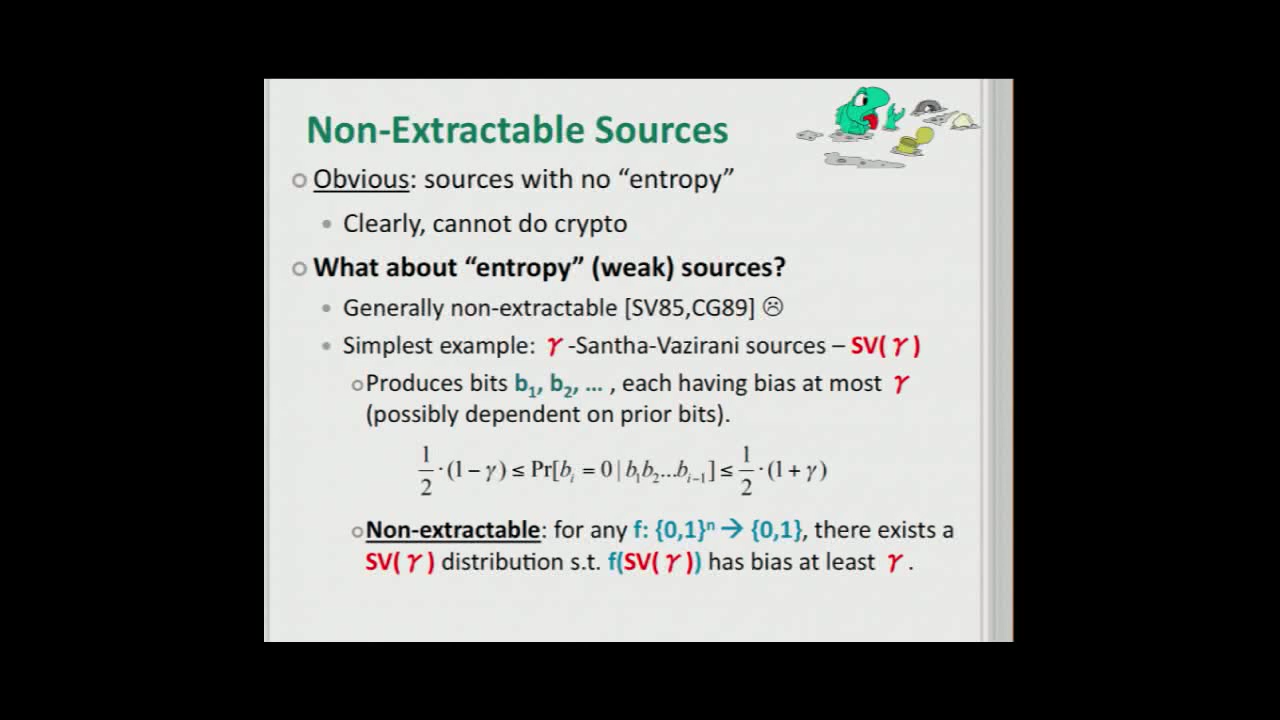 Non-Extractable Sources
Obvious: sources with no “entropy”
Clearly, cannot do crypto
What about “entropy” (weak) sources?
Generally non-extractable [SV85,CG89] ☹
Simplest example: γ -Santha-Vazirani sources – SV( γ )
Produces bits b₁, b₂, … , each having bias at most γ
(possibly dependent on prior bits).
1/2 ·(1 − γ) ≤ Pr[bᵢ = 0 | b₁b₂...bᵢ₋₁] ≤ 1/2 ·(1 + γ)
Non-extractable: for any f: {0,1}ⁿ → {0,1}, there exists a
SV( γ ) distribution s.t. f(SV( γ )) has bias at least γ .